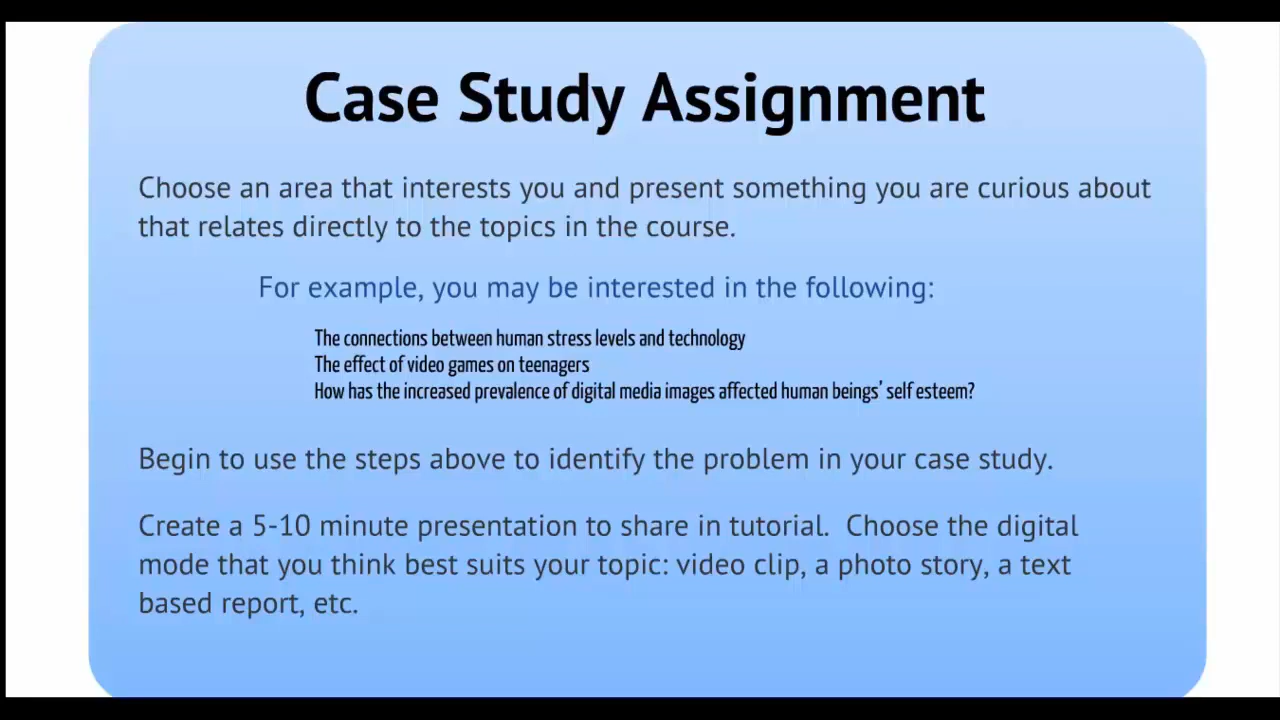 Case Study Assignment
Choose an area that interests you and present something you are curious about
that relates directly to the topics in the course.
For example, you may be interested in the following:
The connections between human stress levels and technology
The effect of video games on teenagers
How has the increased prevalence of digital media images affected human beings’ self esteem?
Begin to use the steps above to identify the problem in your case study.
Create a 5-10 minute presentation to share in tutorial.  Choose the digital
mode that you think best suits your topic: video clip, a photo story, a text
based report, etc.